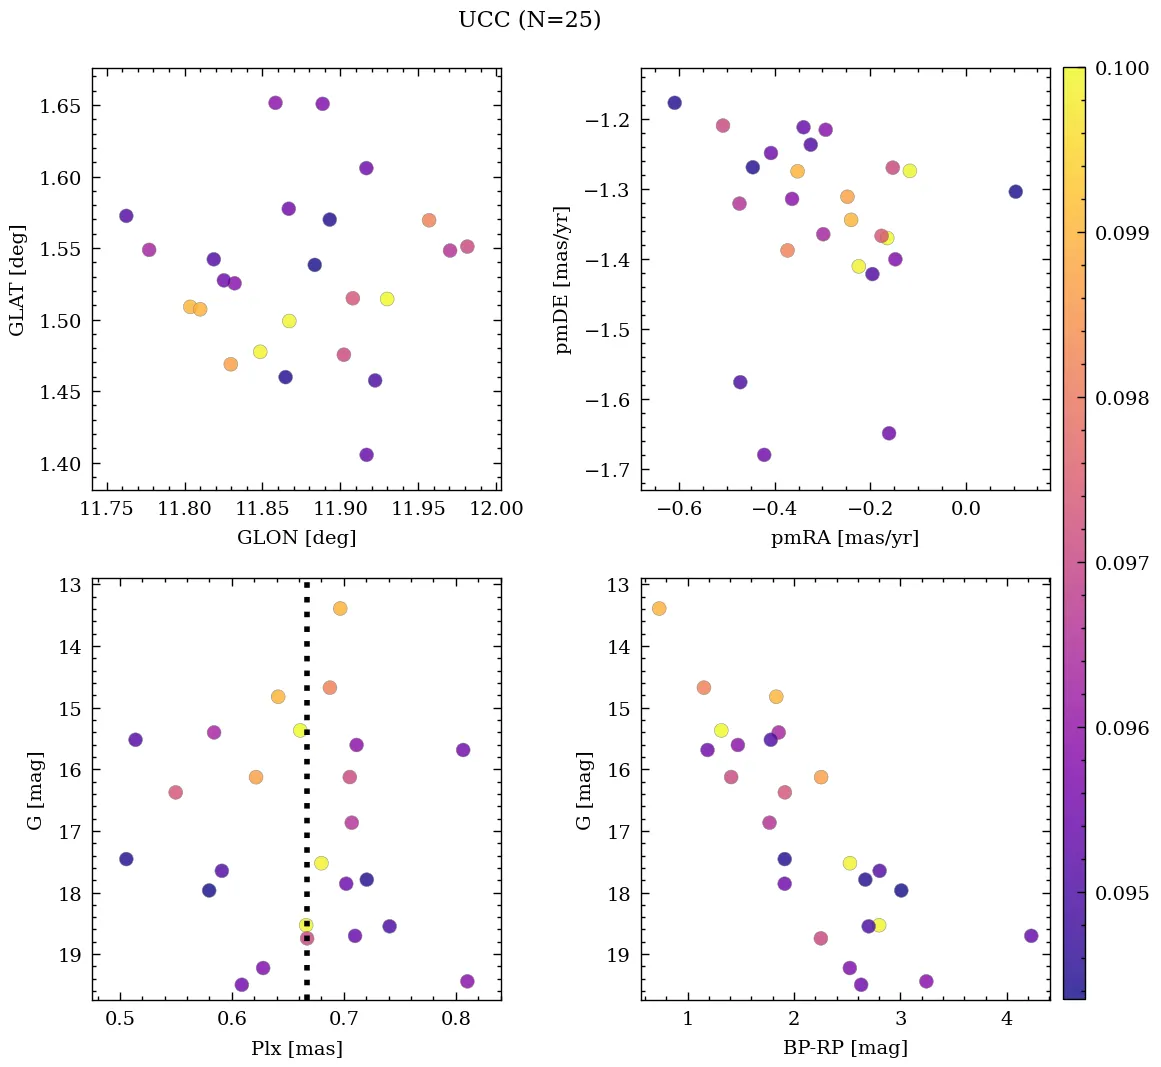 UCC (N=25)
1.65
1.60
1.55
1.50
1.45
1.40
GLAT [deg]
11.75 11.80 11.85 11.90 11.95 12.00
GLON [deg]
−1.2
−1.3
−1.4
−1.5
−1.6
−1.7
pmDE [mas/yr]
−0.6 −0.4 −0.2 0.0
pmRA [mas/yr]
0.100
0.099
0.098
0.097
0.096
0.095
13
14
15
16
17
18
19
G [mag]
0.5 0.6 0.7 0.8
Plx [mas]
13
14
15
16
17
18
19
G [mag]
1 2 3 4
BP-RP [mag]